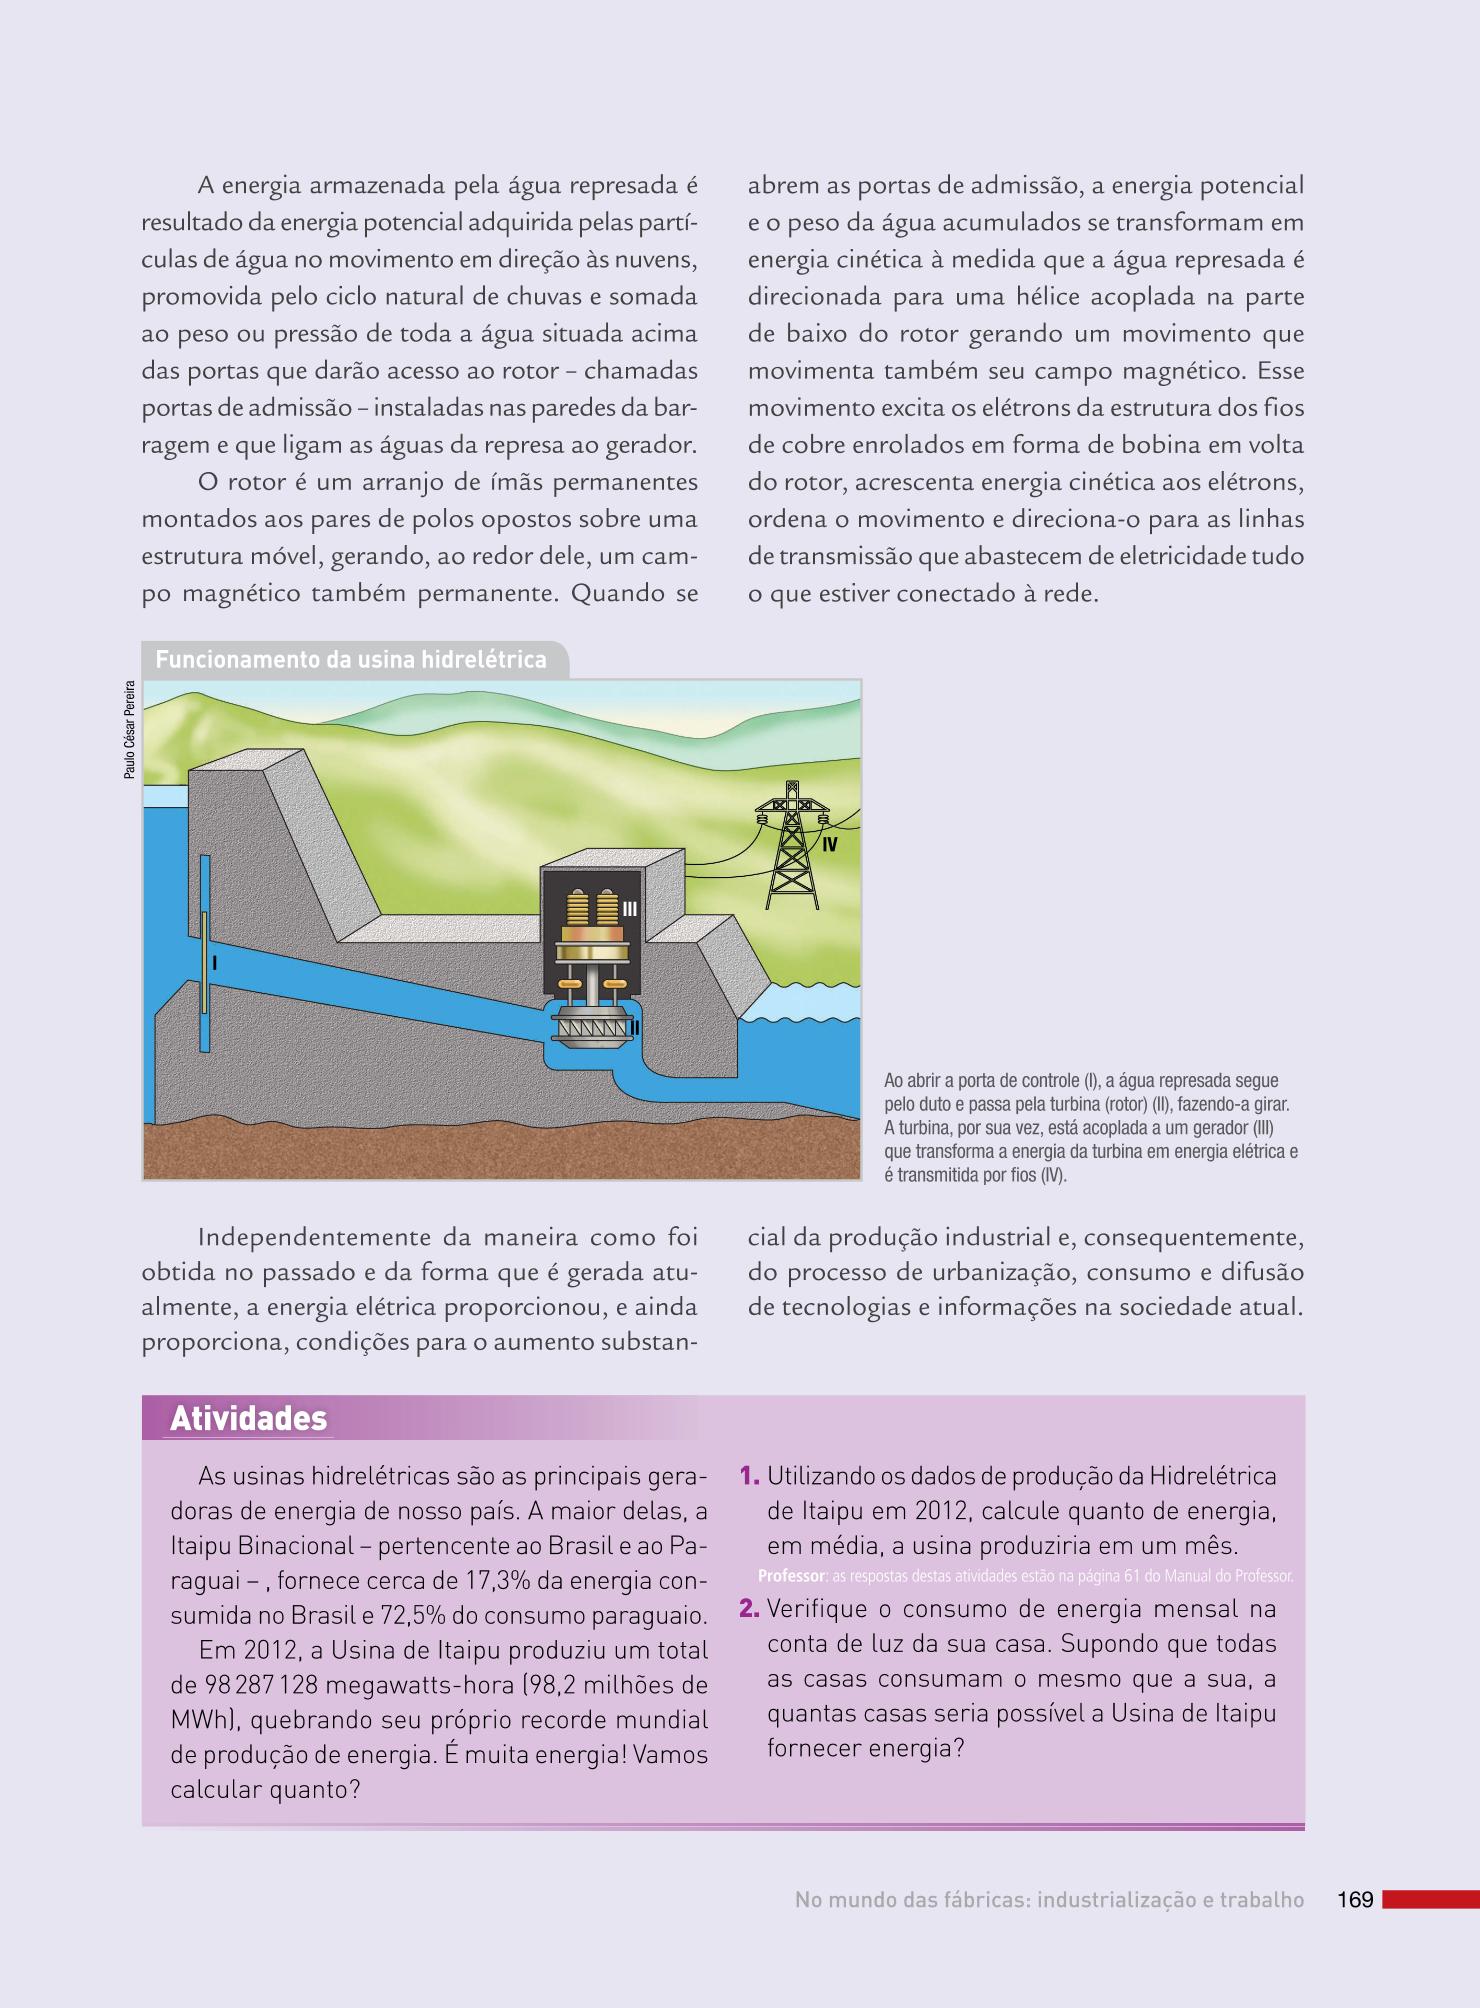 A energia armazenada pela água represada é
resultado da energia potencial adquirida pelas partí-
culas de água no movimento em direção às nuvens,
promovida pelo ciclo natural de chuvas e somada
ao peso ou pressão de toda a água situada acima
das portas que darão acesso ao rotor – chamadas
portas de admissão – instaladas nas paredes da bar-
ragem e que ligam as águas da represa ao gerador.
O rotor é um arranjo de ímãs permanentes
montados aos pares de polos opostos sobre uma
estrutura móvel, gerando, ao redor dele, um cam-
po magnético também permanente. Quando se
abrem as portas de admissão, a energia potencial
e o peso da água acumulados se transformam em
energia cinética à medida que a água represada é
direcionada para uma hélice acoplada na parte
de baixo do rotor gerando um movimento que
movimenta também seu campo magnético. Esse
movimento excita os elétrons da estrutura dos fios
de cobre enrolados em forma de bobina em volta
do rotor, acrescenta energia cinética aos elétrons,
ordena o movimento e direciona-o para as linhas
de transmissão que abastecem de eletricidade tudo
o que estiver conectado à rede.
Funcionamento da usina hidrelétrica
Paulo César Pereira
I
II
III
IV
Ao abrir a porta de controle (I), a água represada segue
pelo duto e passa pela turbina (rotor) (II), fazendo-a girar.
A turbina, por sua vez, está acoplada a um gerador (III)
que transforma a energia da turbina em energia elétrica e
é transmitida por fios (IV).
Independentemente da maneira como foi
obtida no passado e da forma que é gerada atu-
almente, a energia elétrica proporcionou, e ainda
proporciona, condições para o aumento substan-
cial da produção industrial e, consequentemente,
do processo de urbanização, consumo e difusão
de tecnologias e informações na sociedade atual.
Atividades
As usinas hidrelétricas são as principais gera-
doras de energia de nosso país. A maior delas, a
Itaipu Binacional – pertencente ao Brasil e ao Pa-
raguai – , fornece cerca de 17,3% da energia con-
sumida no Brasil e 72,5% do consumo paraguaio.
Em 2012, a Usina de Itaipu produziu um total
de 98 287 128 megawatts-hora (98,2 milhões de
MWh), quebrando seu próprio recorde mundial
de produção de energia. É muita energia! Vamos
calcular quanto?
1. Utilizando os dados de produção da Hidrelétrica
de Itaipu em 2012, calcule quanto de energia,
em média, a usina produziria em um mês.
Professor: as respostas destas atividades estão na página 61 do Manual do Professor.
2. Verifique o consumo de energia mensal na
conta de luz da sua casa. Supondo que todas
as casas consumam o mesmo que a sua, a
quantas casas seria possível a Usina de Itaipu
fornecer energia?
No mundo das fábricas: industrialização e trabalho 169